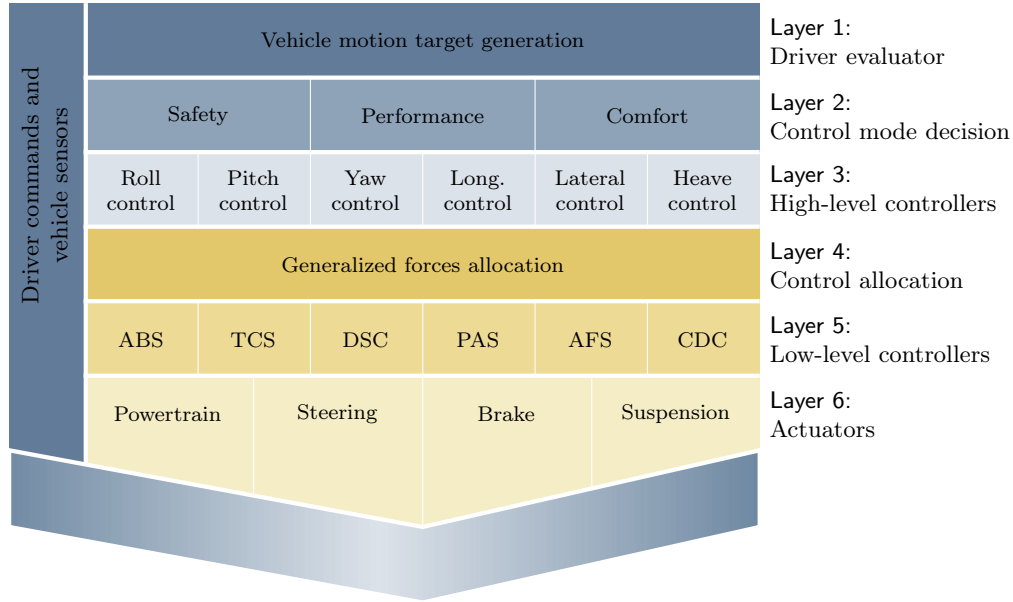 Driver commands and
vehicle sensors
Vehicle motion target generation
Layer 1:
Driver evaluator
Safety
Performance
Comfort
Layer 2:
Control mode decision
Roll
control
Pitch
control
Yaw
control
Long.
control
Lateral
control
Heave
control
Layer 3:
High-level controllers
Generalized forces allocation
Layer 4:
Control allocation
ABS
TCS
DSC
PAS
AFS
CDC
Layer 5:
Low-level controllers
Powertrain
Steering
Brake
Suspension
Layer 6:
Actuators